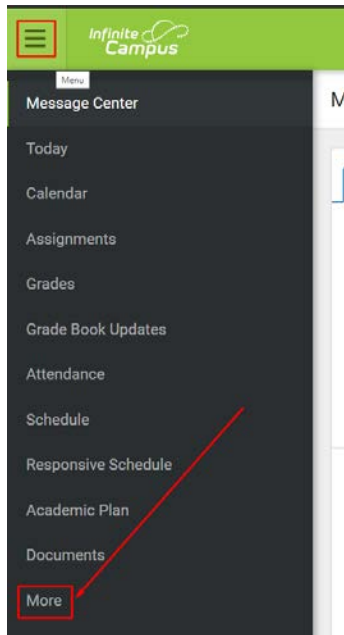 Infinite
Campus
Menu
Message Center
M
Today
Calendar
Assignments
Grades
Grade Book Updates
Attendance
Schedule
Responsive Schedule
Academic Plan
Documents
More